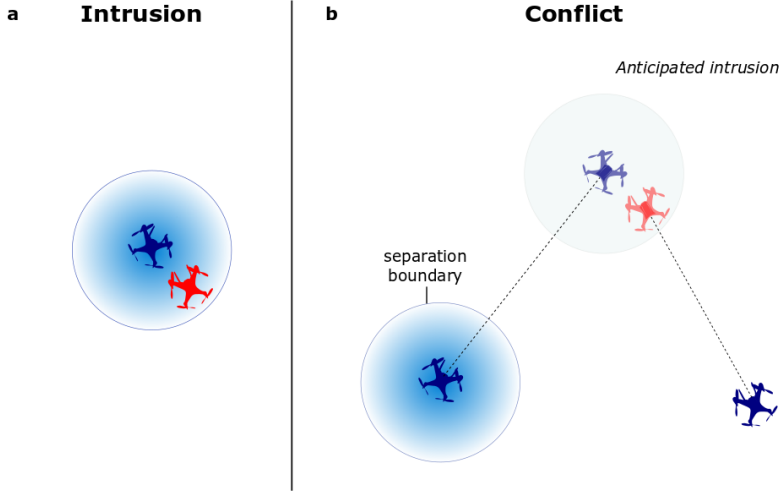 a
Intrusion
b
Conflict
Anticipated intrusion
separation
boundary